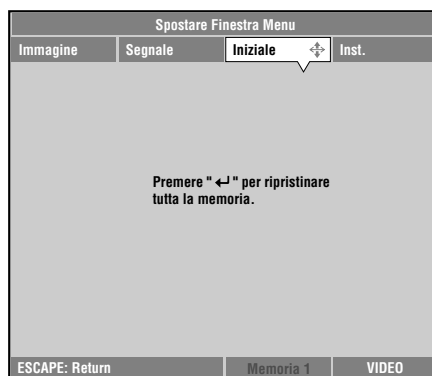 Spostare Finestra Menu
Immagine Segnale Iniziale Inst.
Premere " ↵ " per ripristinare
tutta la memoria.
ESCAPE: Return Memoria 1 VIDEO